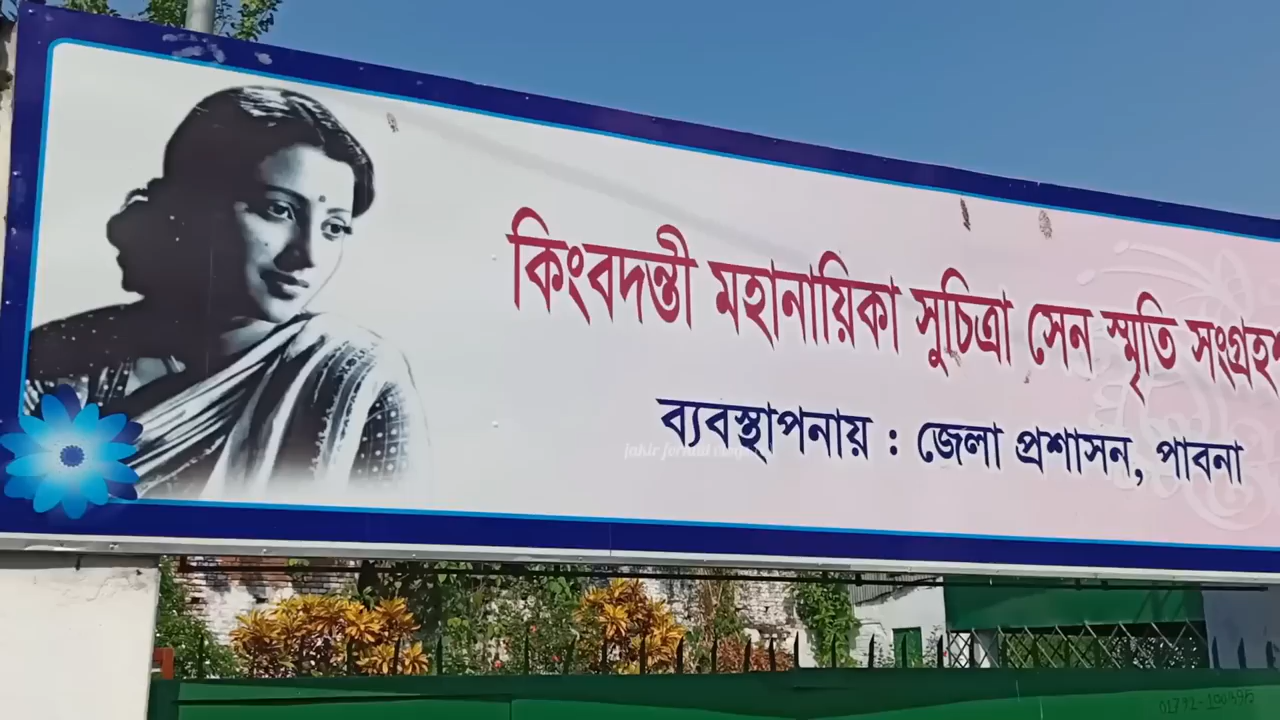 কিংবদন্তী মহানায়িকা সুচিত্রা সেন স্মৃতি
ব্যবস্থাপনায় : জেলা প্রশাসন, পাবনা